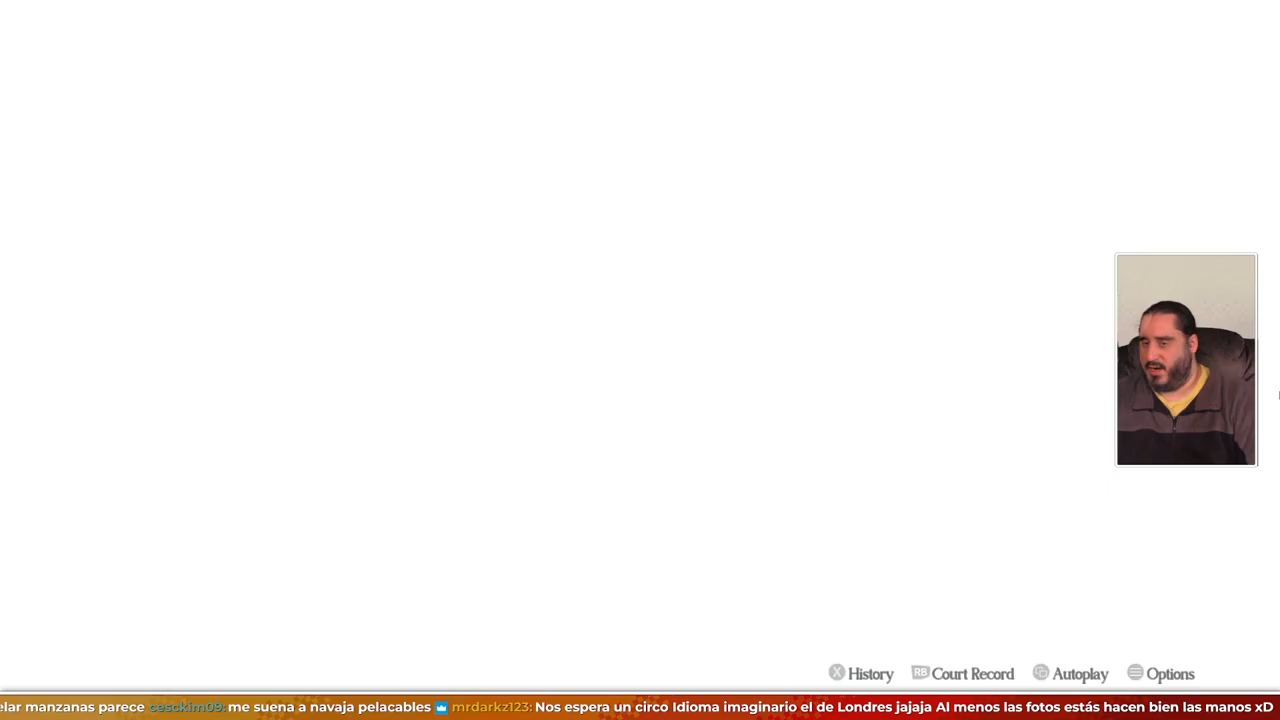 X History RB Court Record Autoplay Options
elar manzanas parece cesckim09: me suena a navaja pelacables mrdarkz123: Nos espera un circo Idioma imaginario el de Londres jajaja Al menos las fotos estás hacen bien las manos xD